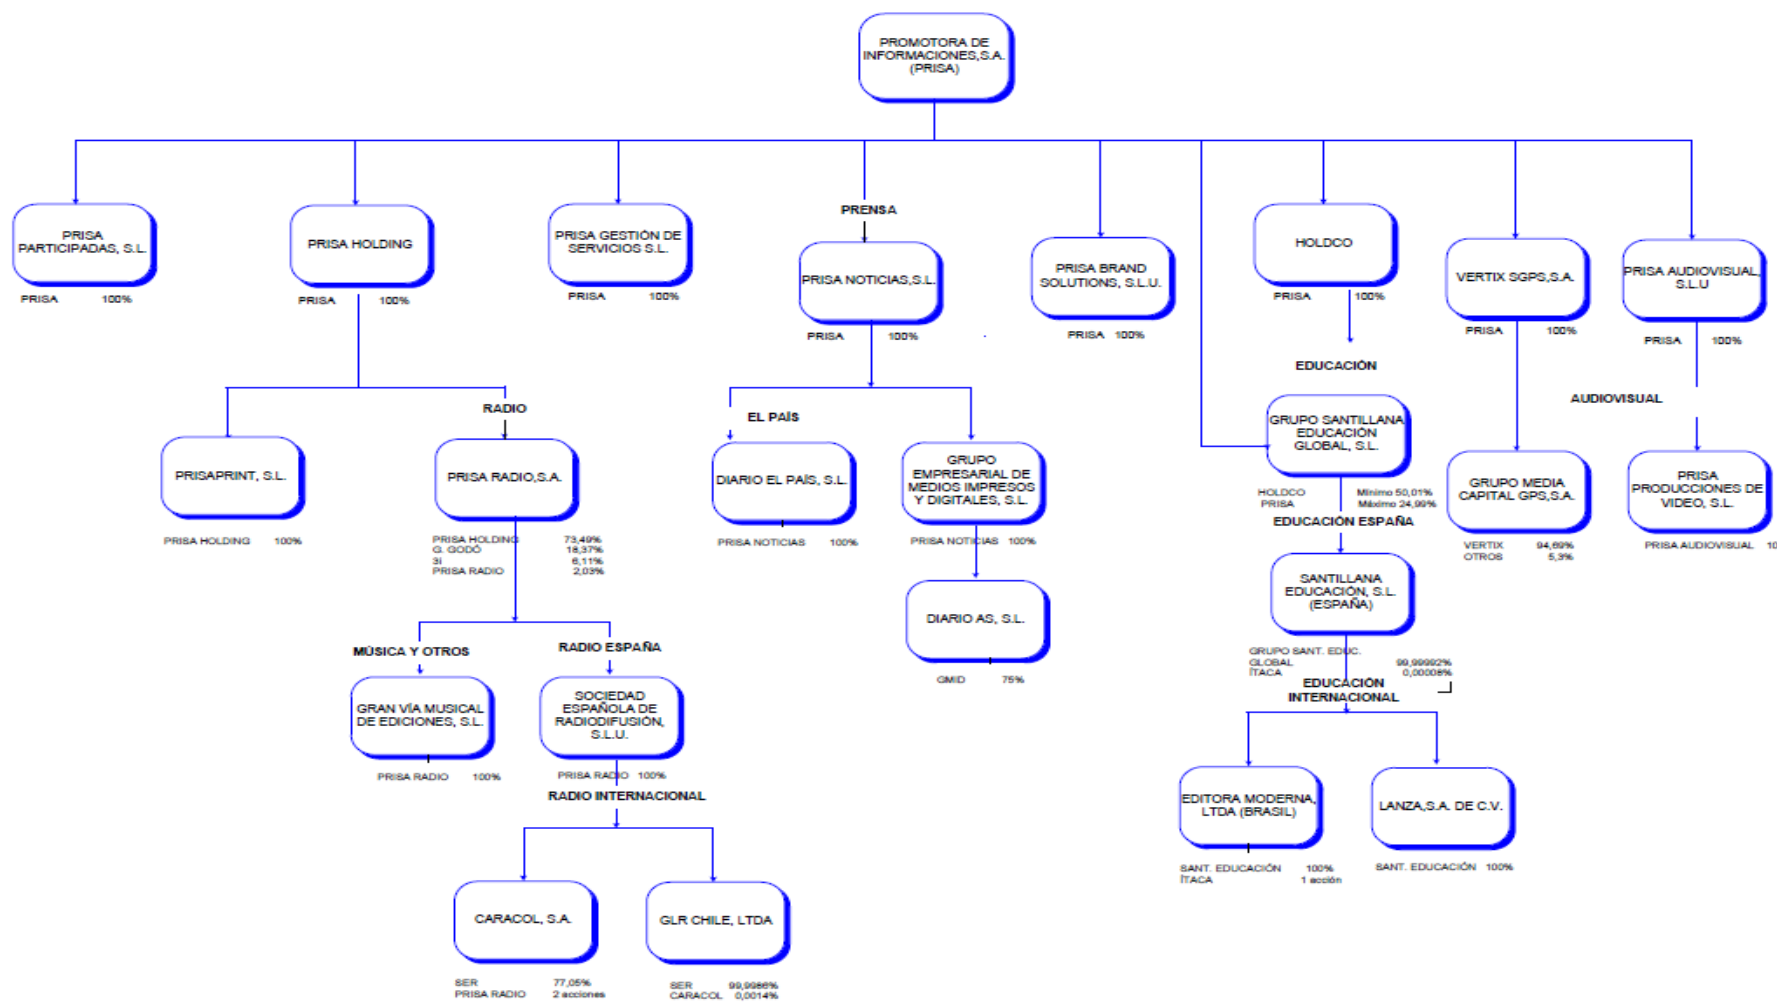 PROMOTORA DE
INFORMACIONES,S.A.
(PRISA)
PRISA
PARTICIPADAS, S.L.
PRISA 100%
PRISA HOLDING
PRISA 100%
PRISA GESTIÓN DE
SERVICIOS S.L.
PRISA 100%
PRENSA
PRISA NOTICIAS,S.L.
PRISA 100%
PRISA BRAND
SOLUTIONS, S.L.U.
PRISA 100%
HOLDCO
PRISA 100%
VERTIX SGPS,S.A.
PRISA 100%
PRISA AUDIOVISUAL,
S.L.U
PRISA 100%
EDUCACIÓN
AUDIOVISUAL
RADIO
EL PAÍS
PRISAPRINT, S.L.
PRISA HOLDING 100%
PRISA RADIO,S.A.
PRISA HOLDING 73,49%
G. GODÓ 18,37%
3i 6,11%
PRISA RADIO 2,03%
DIARIO EL PAÍS, S.L.
PRISA NOTICIAS 100%
GRUPO
EMPRESARIAL DE
MEDIOS IMPRESOS
Y DIGITALES, S.L.
PRISA NOTICIAS 100%
GRUPO SANTILLANA
EDUCACIÓN
GLOBAL, S.L.
HOLDCO Mínimo 50,01%
PRISA Máximo 24,99%
GRUPO MEDIA
CAPITAL GPS,S.A.
VERTIX 94,69%
OTROS 5,3%
PRISA
PRODUCCIONES DE
VIDEO, S.L.
PRISA AUDIOVISUAL 10
EDUCACIÓN ESPAÑA
SANTILLANA
EDUCACIÓN, S.L.
(ESPAÑA)
GRUPO SANT. EDUC.
GLOBAL 99,99992%
ÍTACA 0,00008%
DIARIO AS, S.L.
GMID 75%
MÚSICA Y OTROS
RADIO ESPAÑA
GRAN VÍA MUSICAL
DE EDICIONES, S.L.
PRISA RADIO 100%
SOCIEDAD
ESPAÑOLA DE
RADIODIFUSIÓN,
S.L.U.
PRISA RADIO 100%
EDUCACIÓN
INTERNACIONAL
RADIO INTERNACIONAL
EDITORA MODERNA,
LTDA (BRASIL)
SANT. EDUCACIÓN 100%
ÍTACA 1 acción
LANZA,S.A. DE C.V.
SANT. EDUCACIÓN 100%
CARACOL, S.A.
SER 77,05%
PRISA RADIO 2 acciones
GLR CHILE, LTDA
SER 99,9986%
CARACOL 0,0014%